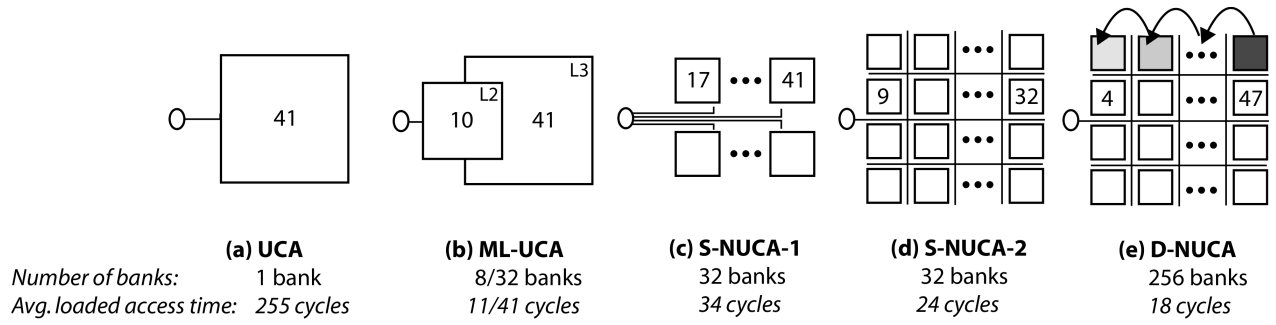 41
L2
10
L3
41
17 ••• 41
•••
•••
9 ••• 32
•••
•••
•••
4 ••• 47
•••
•••
(a) UCA (b) ML-UCA (c) S-NUCA-1 (d) S-NUCA-2 (e) D-NUCA
Number of banks: 1 bank 8/32 banks 32 banks 32 banks 256 banks
Avg. loaded access time: 255 cycles 11/41 cycles 34 cycles 24 cycles 18 cycles